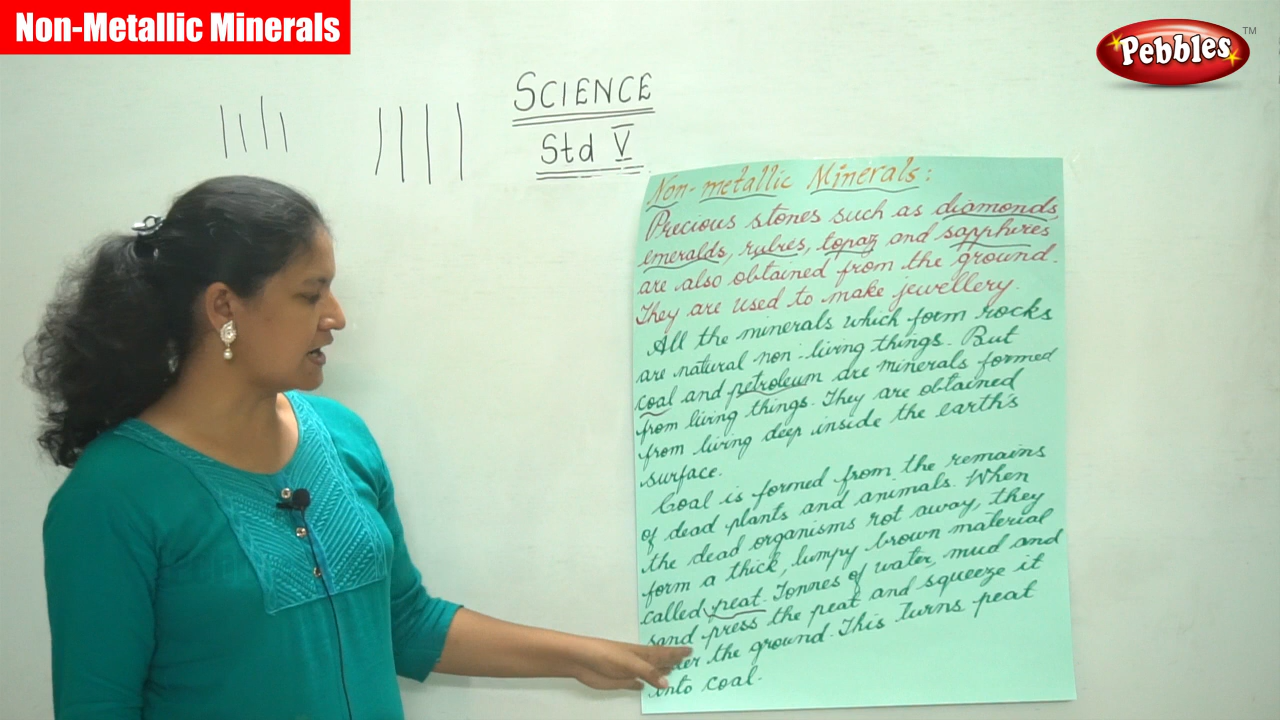 Non-Metallic Minerals
Pebbles
TM
SCIENCE
Std V
Non-metallic Minerals:
Precious stones such as diamonds,
emeralds, rubies, topaz and sapphires
are also obtained from the ground.
They are used to make jewellery.
All the minerals which form rocks
are natural non-living things. But
coal and petroleum are minerals formed
from living things. They are obtained
from living deep inside the earth's
surface.
Coal is formed from the remains
of dead plants and animals. When
the dead organisms rot away, they
form a thick, lumpy brown material
called peat. Tonnes of water, mud and
sand press the peat and squeeze it
the ground. This turns peat
into coal.